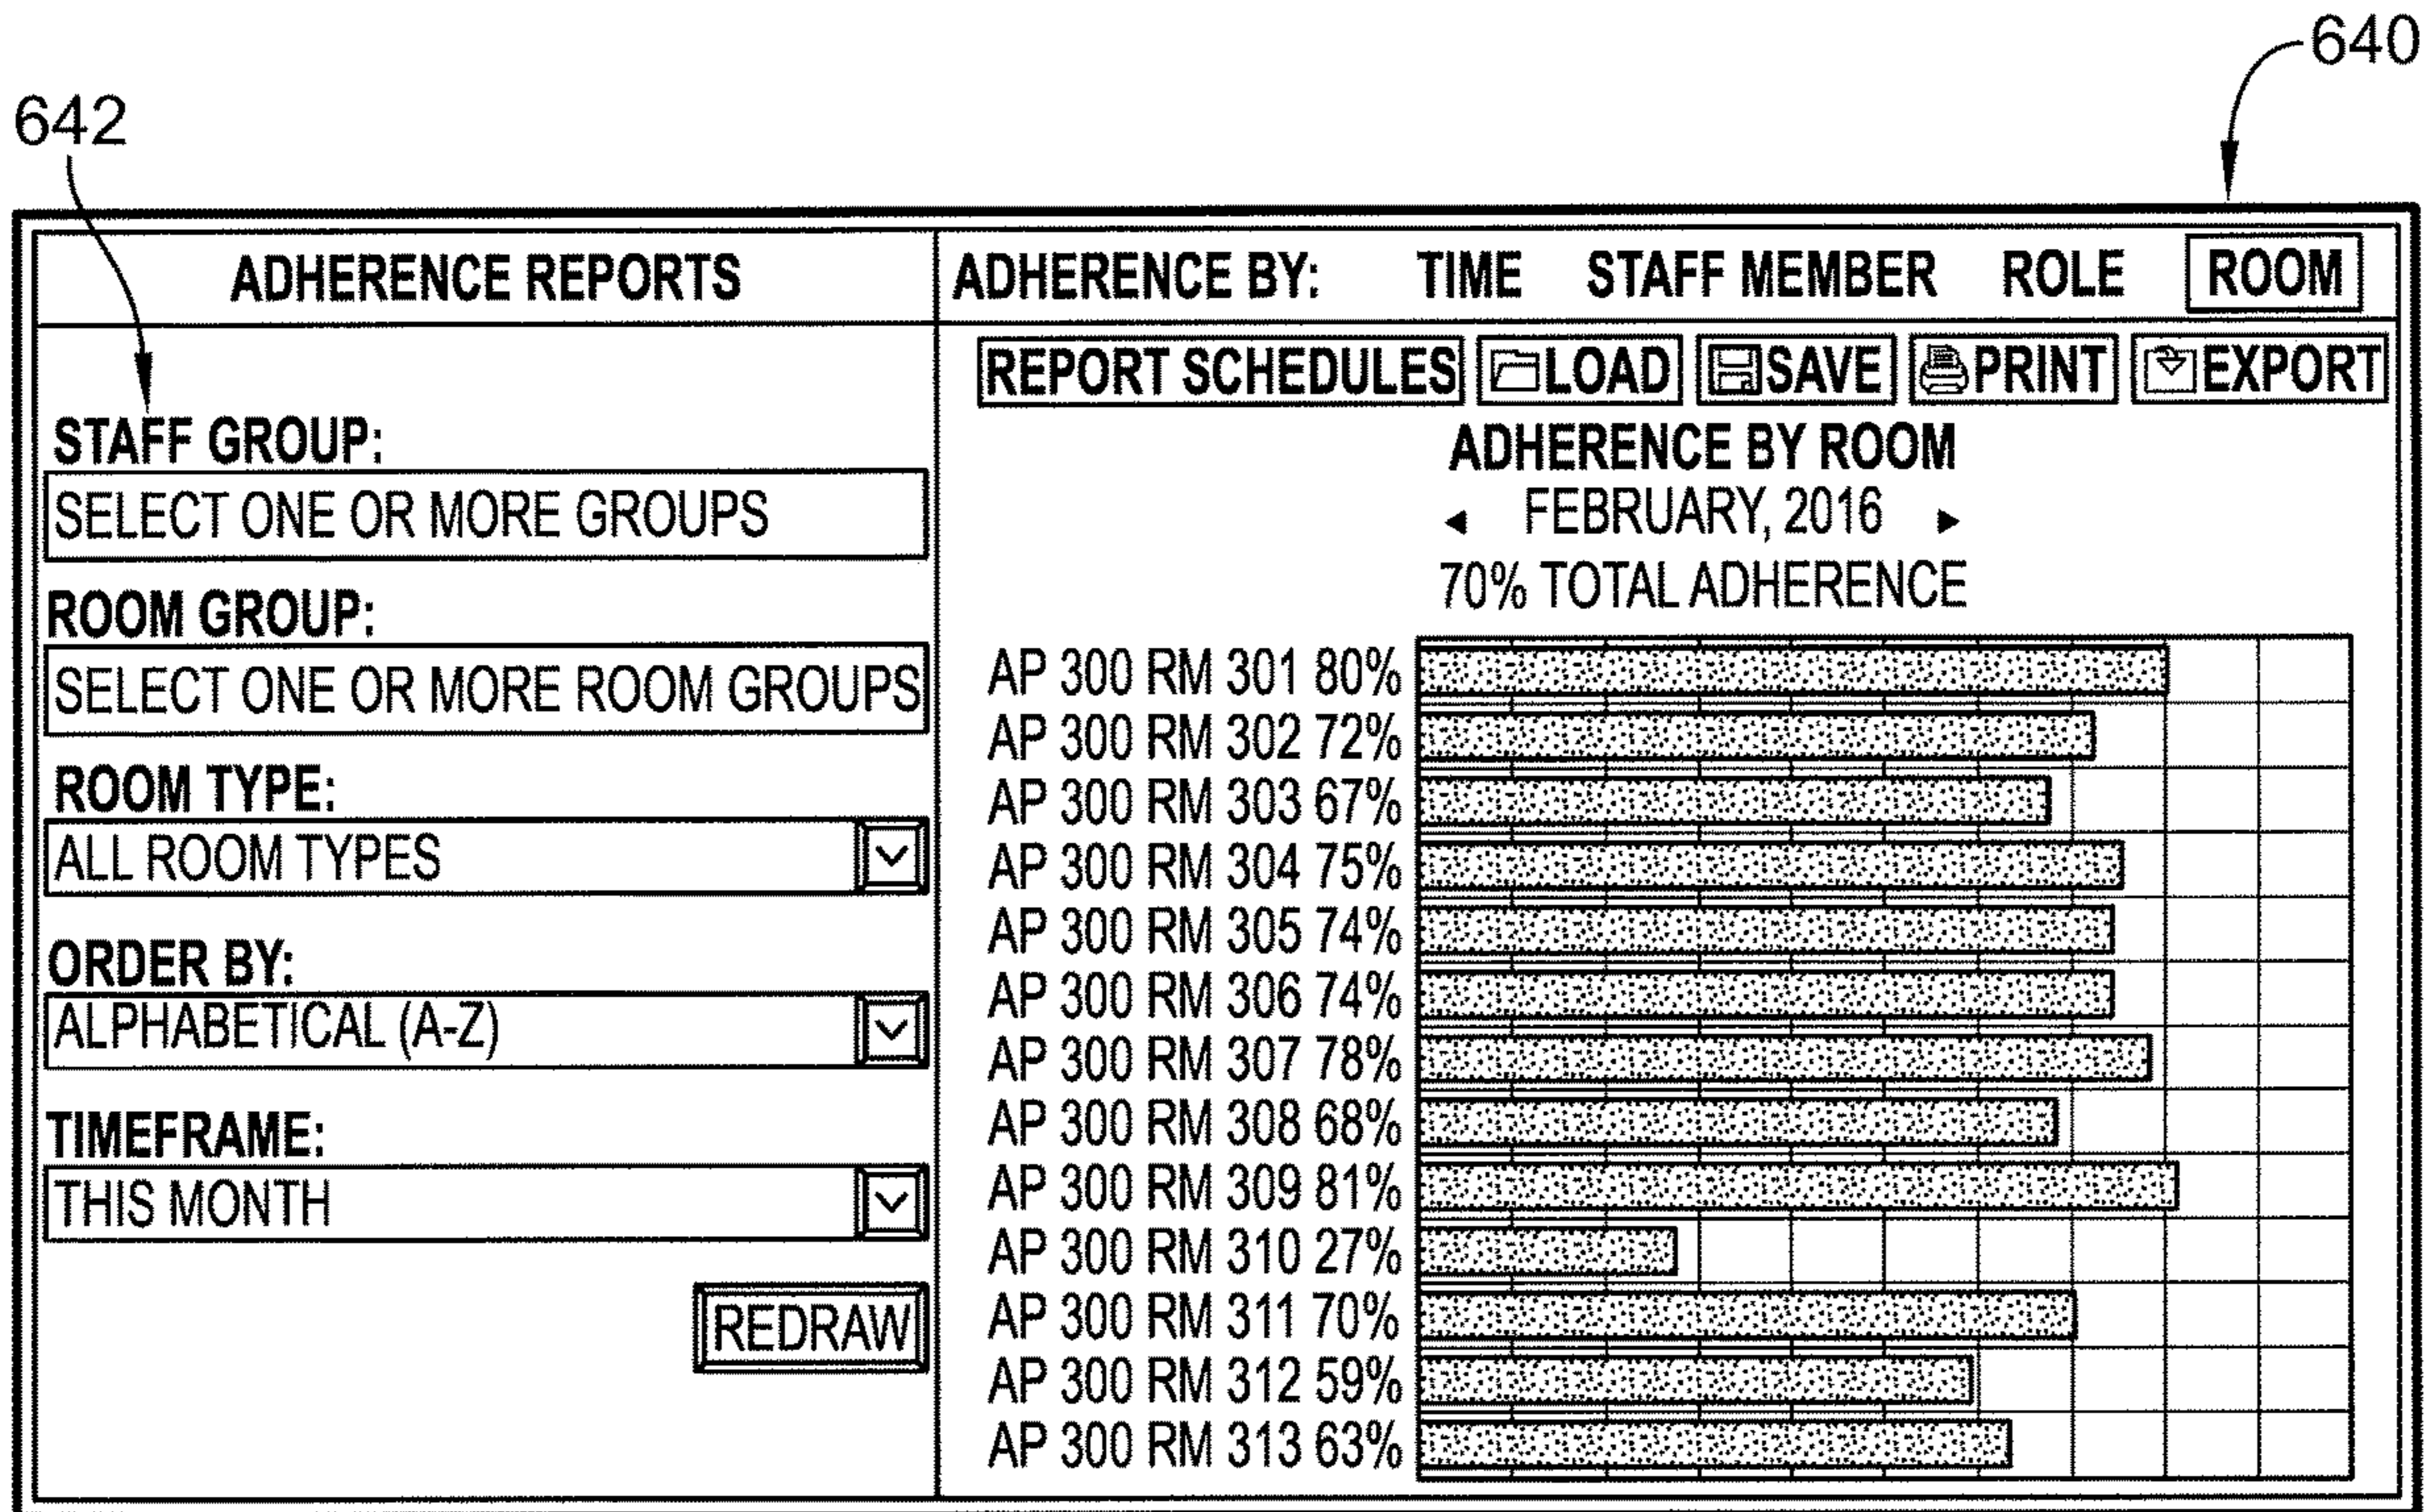 640
642
ADHERENCE REPORTS
STAFF GROUP:
SELECT ONE OR MORE GROUPS
ROOM GROUP:
SELECT ONE OR MORE ROOM GROUPS
ROOM TYPE:
ALL ROOM TYPES
ORDER BY:
ALPHABETICAL (A-Z)
TIMEFRAME:
THIS MONTH
REDRAW
ADHERENCE BY: TIME STAFF MEMBER ROLE ROOM
REPORT SCHEDULES LOAD SAVE PRINT EXPORT
ADHERENCE BY ROOM
FEBRUARY, 2016
70% TOTAL ADHERENCE
AP 300 RM 301 80%
AP 300 RM 302 72%
AP 300 RM 303 67%
AP 300 RM 304 75%
AP 300 RM 305 74%
AP 300 RM 306 74%
AP 300 RM 307 78%
AP 300 RM 308 68%
AP 300 RM 309 81%
AP 300 RM 310 27%
AP 300 RM 311 70%
AP 300 RM 312 59%
AP 300 RM 313 63%